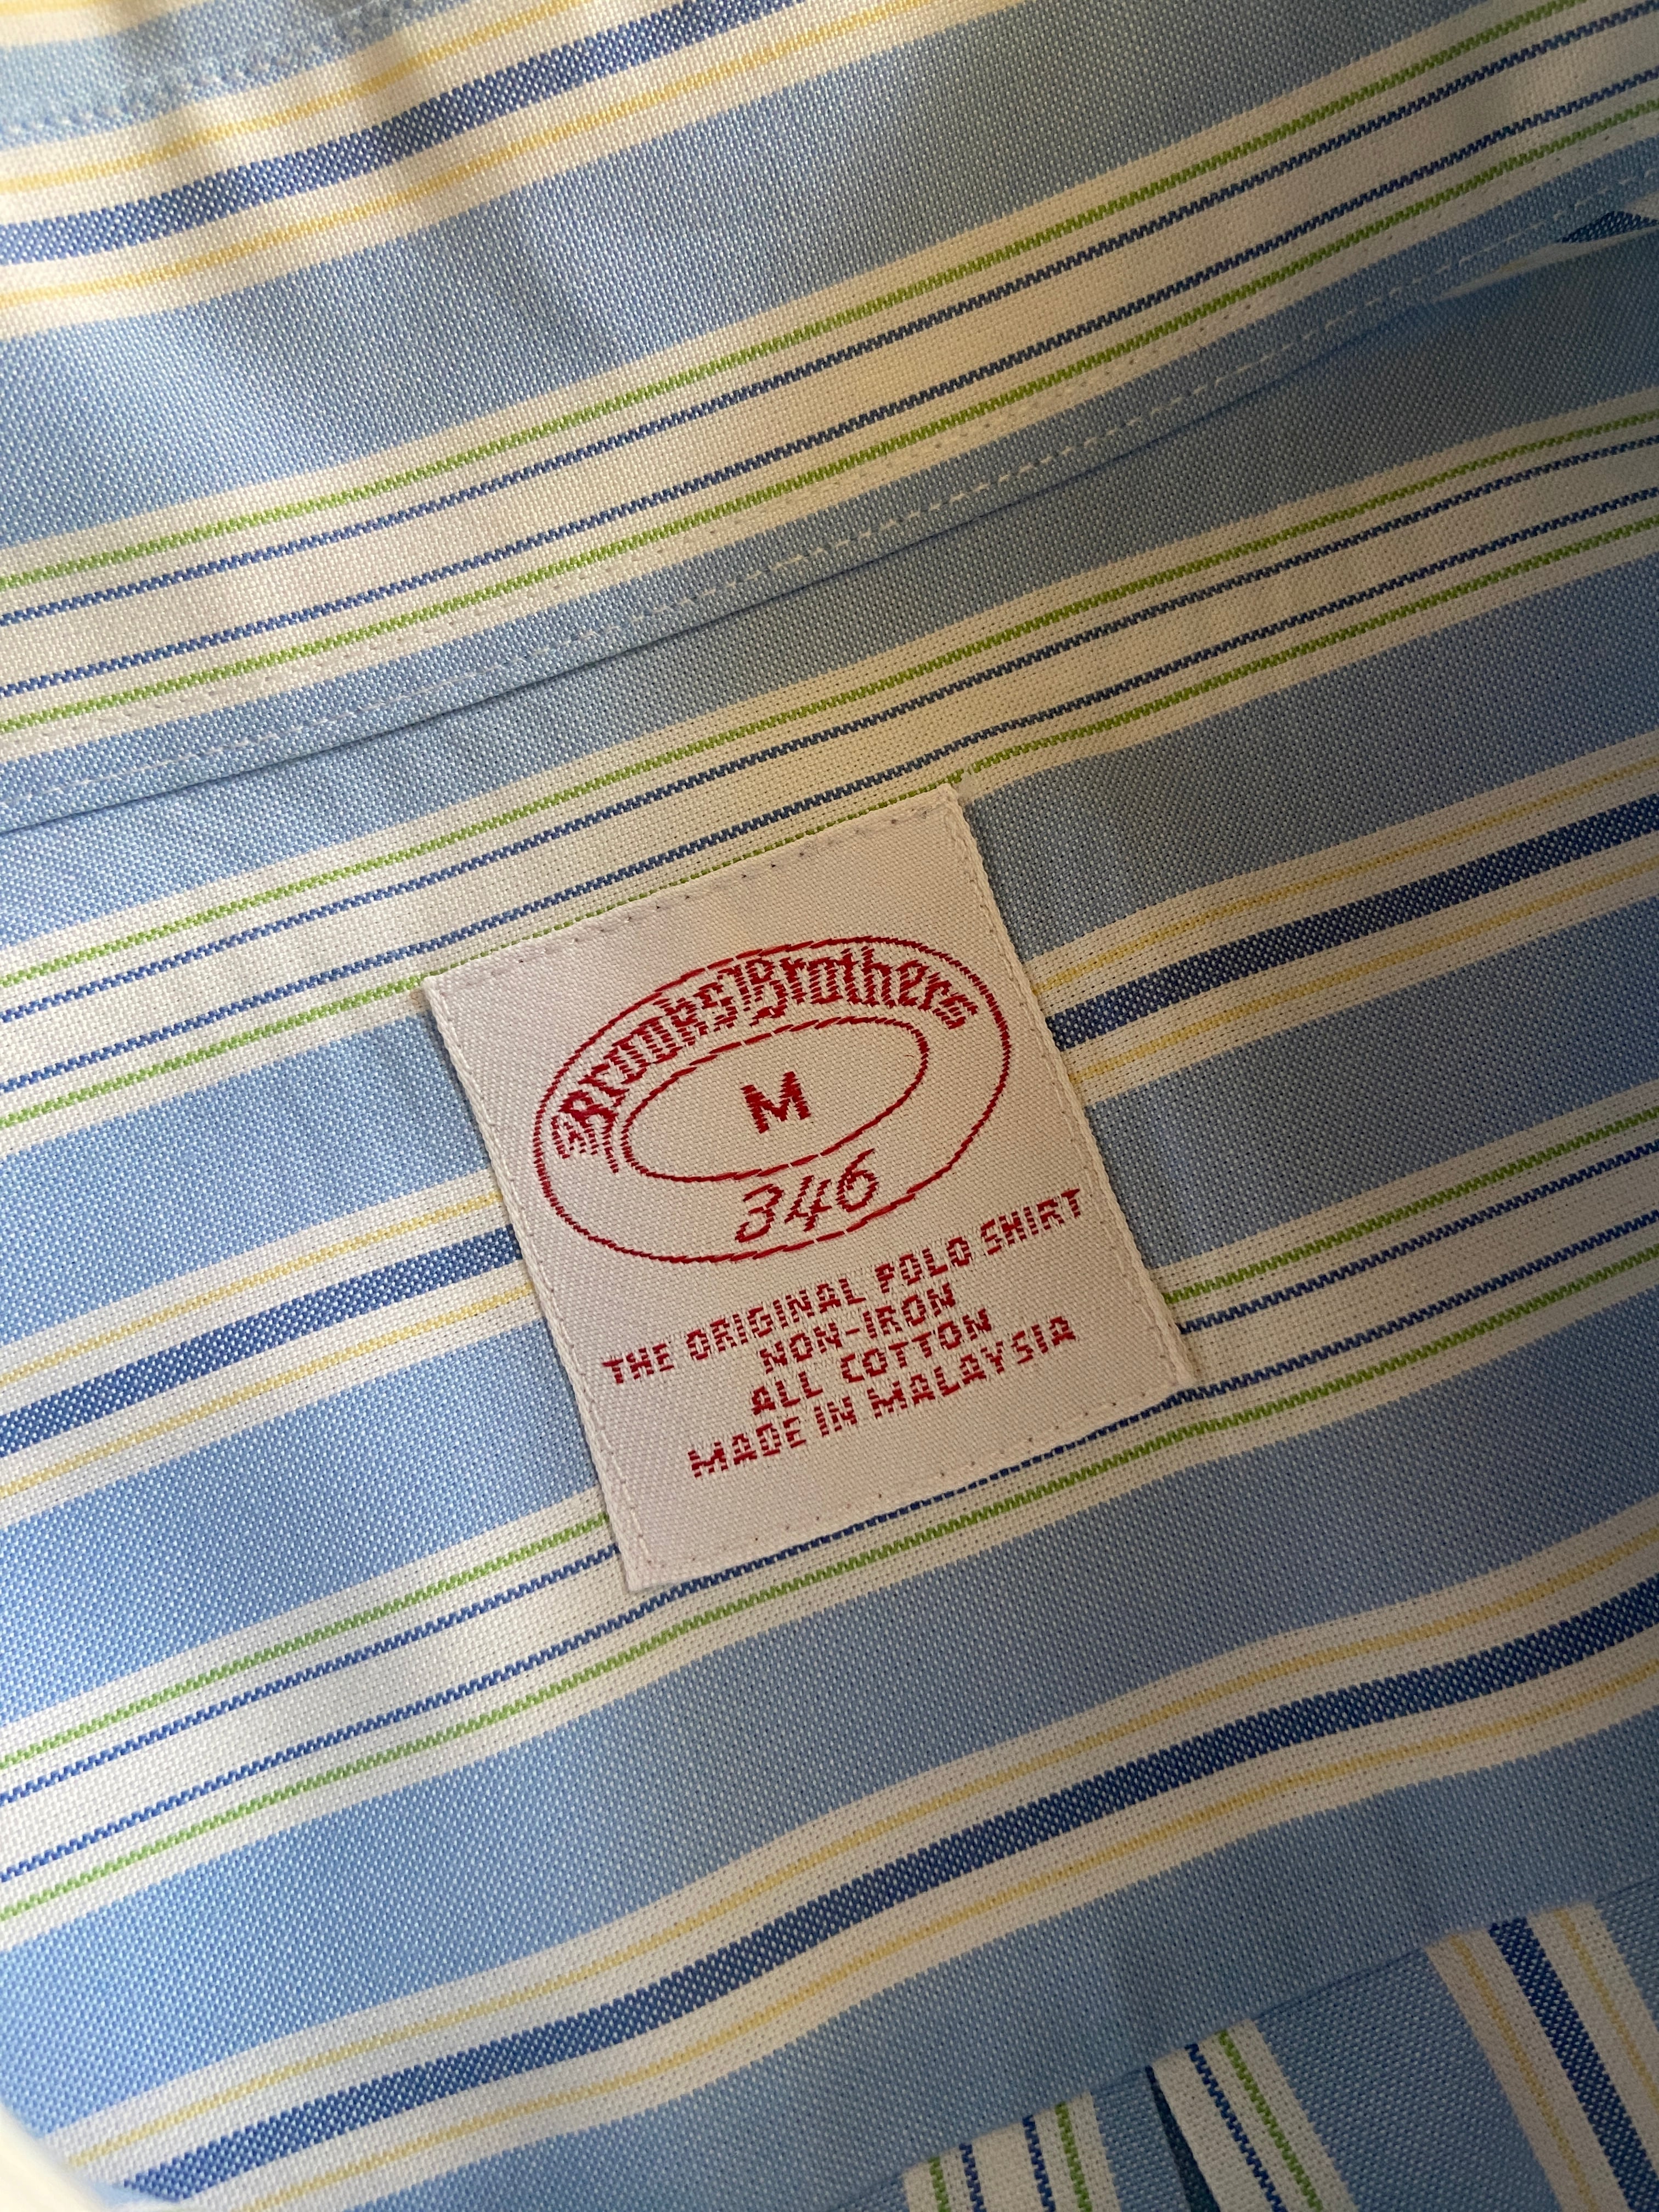 Brooks Brothers
M
346
THE ORIGINAL POLO SHIRT
NON-IRON
ALL COTTON
MADE IN MALAYSIA